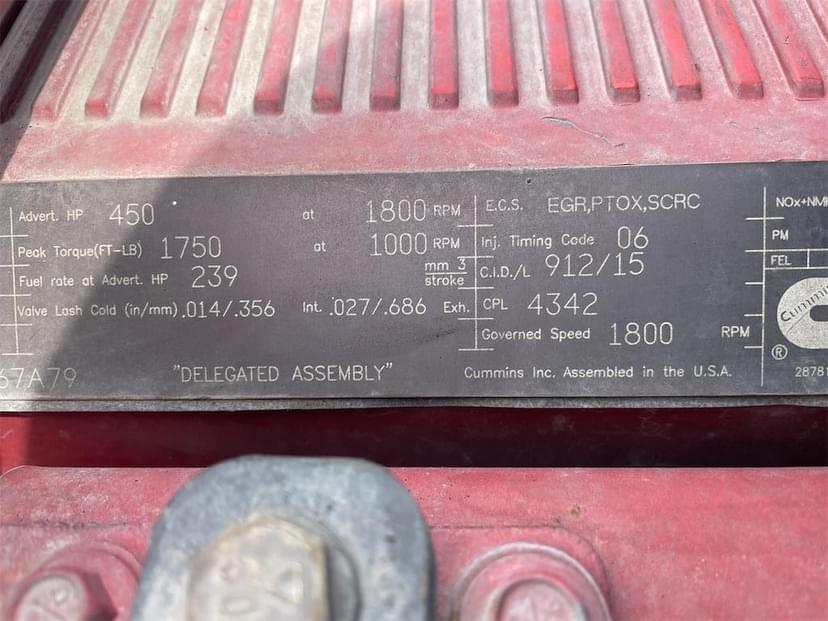 Advert. HP 450 at 1800 RPM
Peak Torque(FT-LB) 1750 at 1000 RPM
Fuel rate at Advert. HP 239 mm 3 stroke
Valve Lash Cold (in/mm) .014/.356 Int. .027/.686 Exh.
67A79 "DELEGATED ASSEMBLY"
E.C.S. EGR,PTOX,SCRC
Inj. Timing Code 06
C.I.D./L 912/15
CPL 4342
Governed Speed 1800 RPM
Cummins Inc. Assembled in the U.S.A.
NOx+NM
PM
FEL
Cummins
®
28781